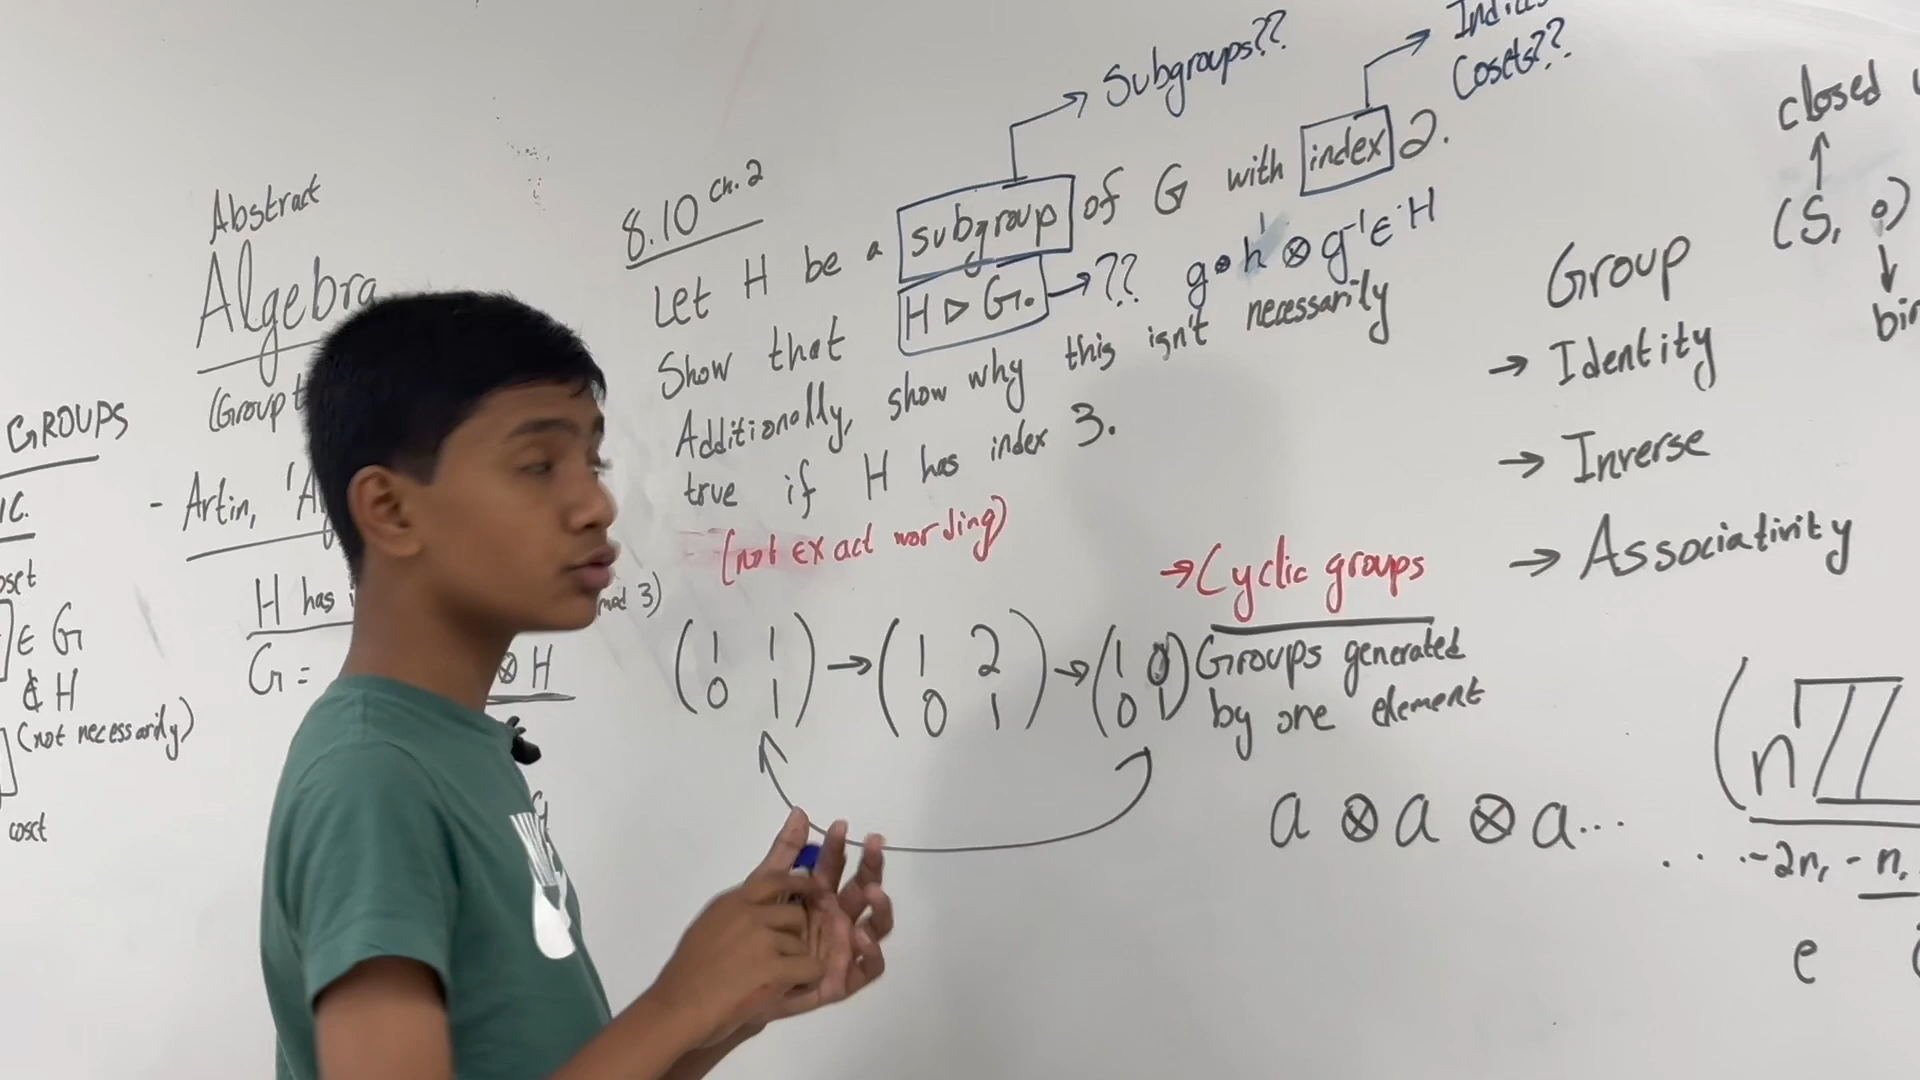 Abstract
Algebra
(Group t
- Artin, 'A
H has i
mod 3)
G =
⊗ H
GROUPS
IC.
oset
] ∈ G
& H
(not necessarily)
coset
8.10 ch. 2
Let H be a subgroup of G with index 2.
Subgroups??
Cosets??
Show that H ▷ G. → ??
g ⊗ h ⊗ g⁻¹ ∈ H
Additionally, show why this isn't necessarily
true if H has index 3.
(not exact wording)
( 1 1 ) → ( 1 2 ) → ( 1 0 )
( 0 1 ) ( 0 1 ) ( 0 1 )
→ Cyclic groups
Groups generated
by one element
a ⊗ a ⊗ a...
closed
(S, o)
bin
Group
→ Identity
→ Inverse
→ Associativity
(nℤ
. . . -2n, -n,
e